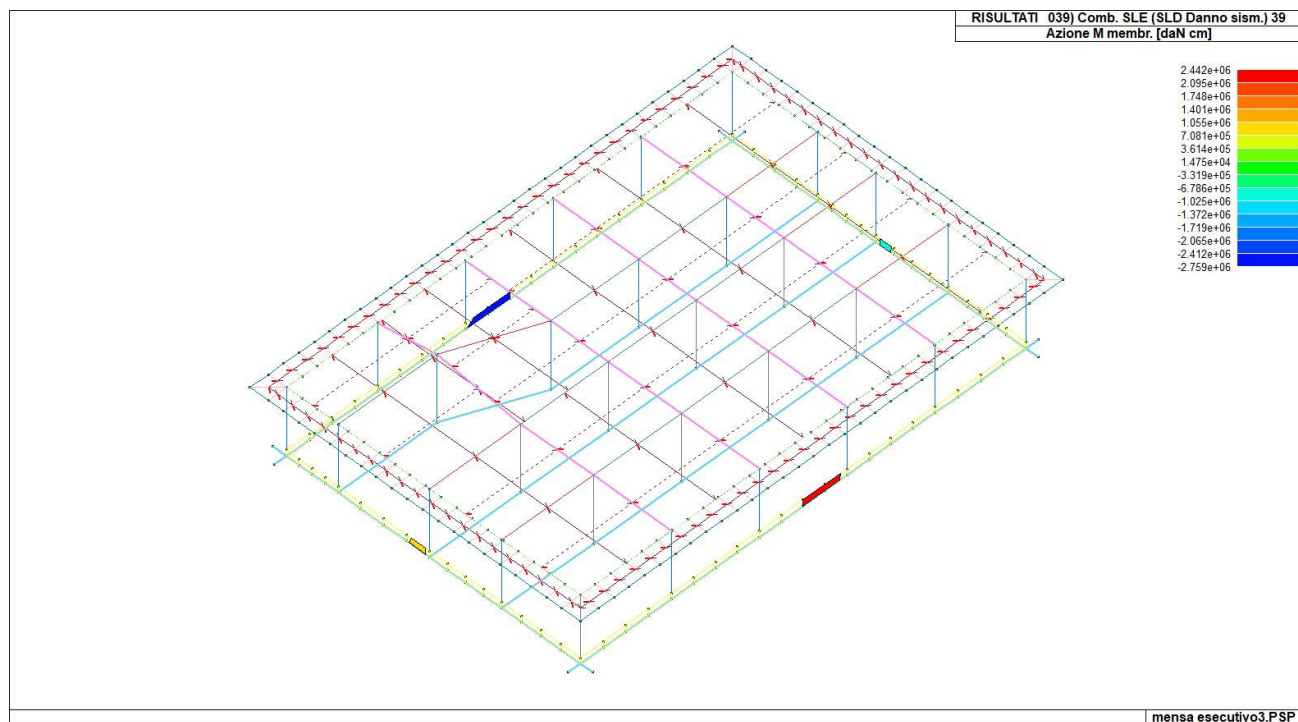 RISULTATI 039) Comb. SLE (SLD Danno sism.) 39
Azione M membr. [daN cm]
2.442e+06
2.095e+06
1.748e+06
1.401e+06
1.055e+06
7.081e+05
3.614e+05
1.475e+04
-3.319e+05
-6.786e+05
-1.025e+06
-1.372e+06
-1.719e+06
-2.065e+06
-2.412e+06
-2.759e+06
mensa esecutivo3.PSP